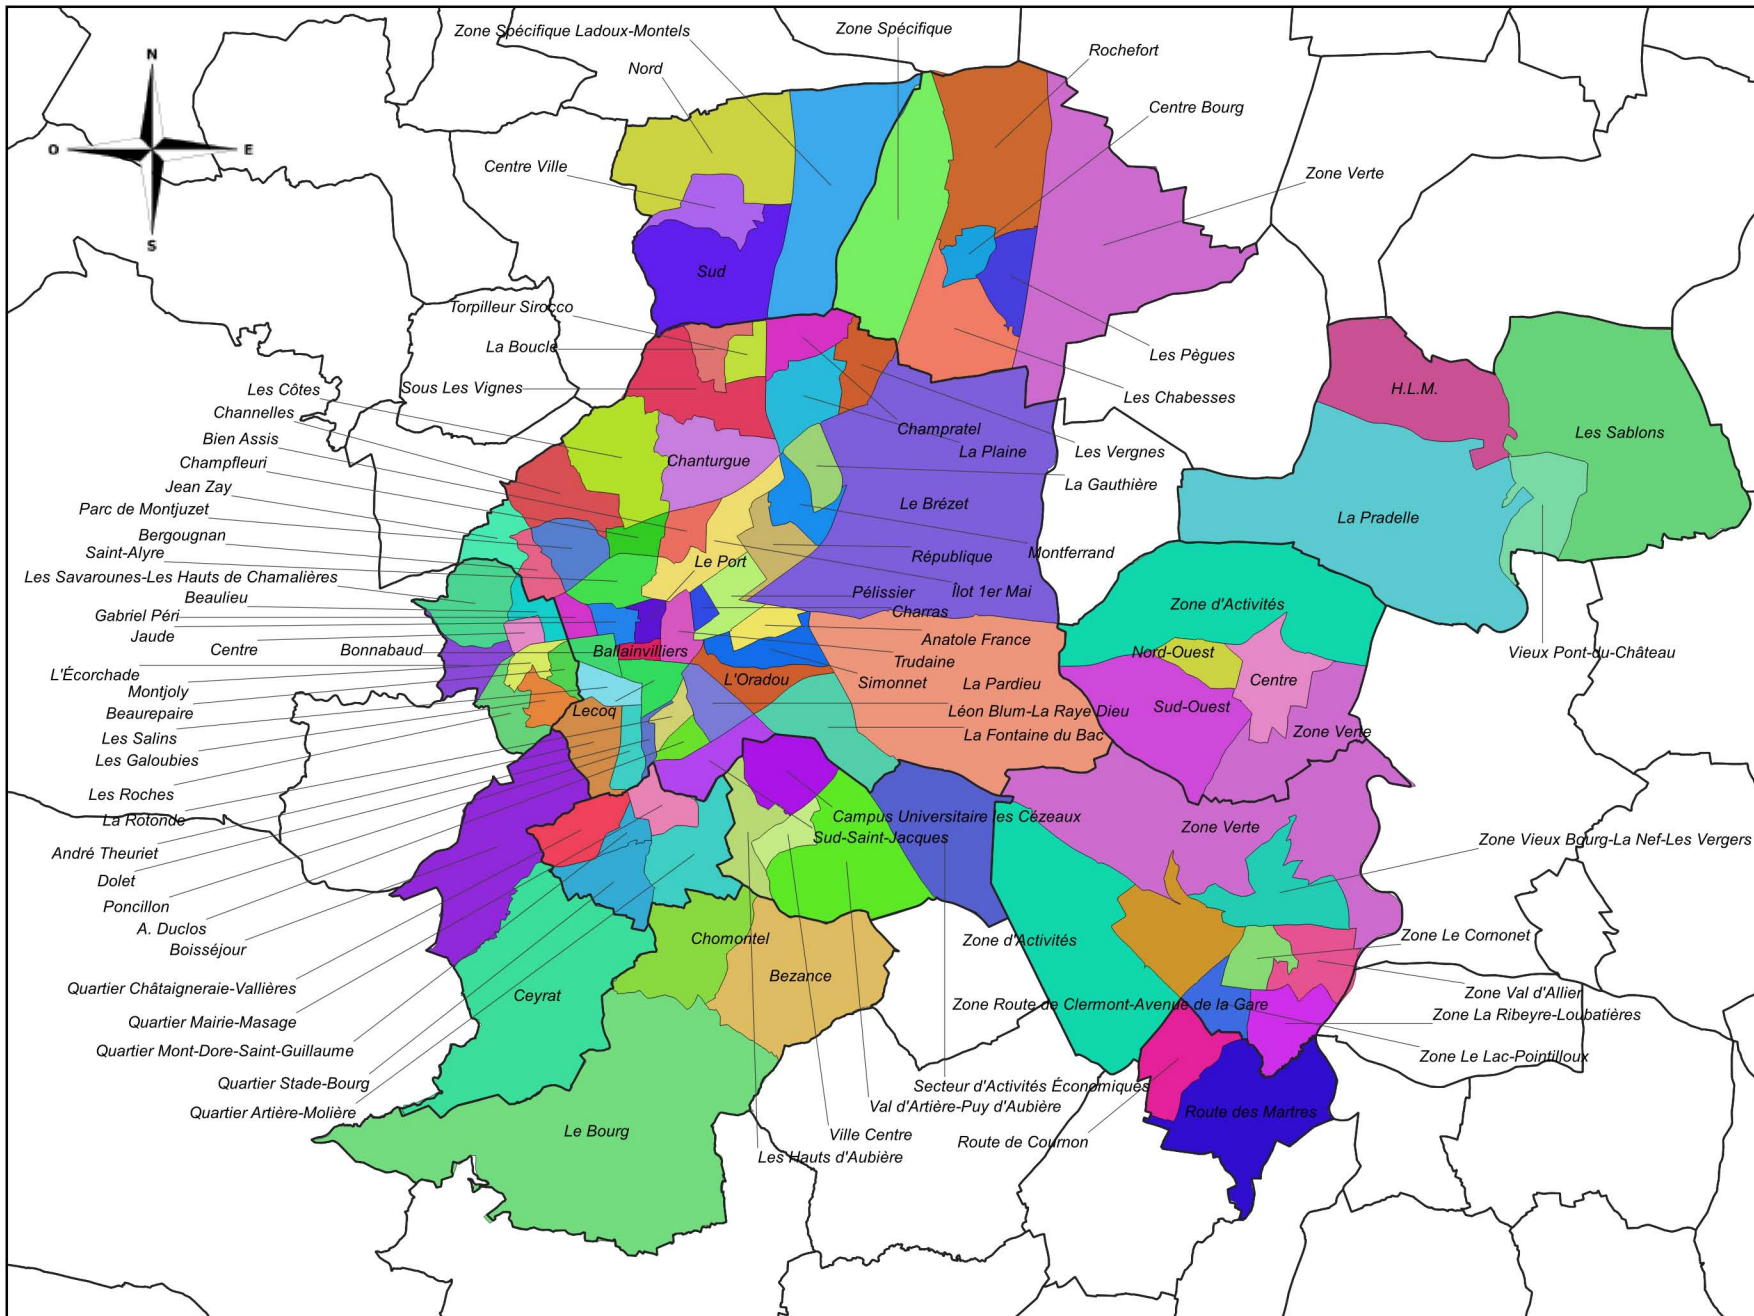 Zone Spécifique Ladoux-Montels
Zone Spécifique
Rochefort
Nord
Centre Bourg
N
O
E
S
Centre Ville
Zone Verte
Sud
Torpilleur Sirocco
La Boucle
Les Pègues
Sous Les Vignes
H.L.M.
Les Chabesses
Les Côtes
Channelles
Champratel
Les Sablons
Bien Assis
La Plaine
Les Vergnes
Champfleuri
Chanturgue
La Gauthière
Jean Zay
Le Brézet
Parc de Montjuzet
La Pradelle
Bergougnan
Saint-Alyre
République
Montferrand
Le Port
Les Savarounes-Les Hauts de Chamalières
Pélissier
Îlot 1er Mai
Beaulieu
Zone d'Activités
Gabriel Péri
Charras
Jaude
Anatole France
Centre
Bonnabaud
Ballainvilliers
Trudaine
Nord-Ouest
Vieux Pont-du-Château
L'Écorchade
L'Oradou
Simonnet
La Pardieu
Centre
Montjoly
Beaurepaire
Lecoq
Léon Blum-La Raye Dieu
Sud-Ouest
Les Salins
La Fontaine du Bac
Zone Verte
Les Galoubies
Les Roches
La Rotonde
Campus Universitaire les Cézeaux
Zone Verte
Sud-Saint-Jacques
Zone Vieux Bourg-La Nef-Les Vergers
André Theuriet
Dolet
Poncillon
A. Duclos
Boisséjour
Chomontel
Zone d'Activités
Zone Le Cornonet
Bezance
Quartier Châtaigneraie-Vallières
Ceyrat
Zone Val d'Allier
Zone Route de Clermont-Avenue de la Gare
Zone La Ribeyre-Loubatières
Quartier Mairie-Masage
Quartier Mont-Dore-Saint-Guillaume
Zone Le Lac-Pointilloux
Quartier Stade-Bourg
Secteur d'Activités Économiques
Quartier Artière-Molière
Val d'Artière-Puy d'Aubière
Route des Martres
Le Bourg
Ville Centre
Route de Cournon
Les Hauts d'Aubière